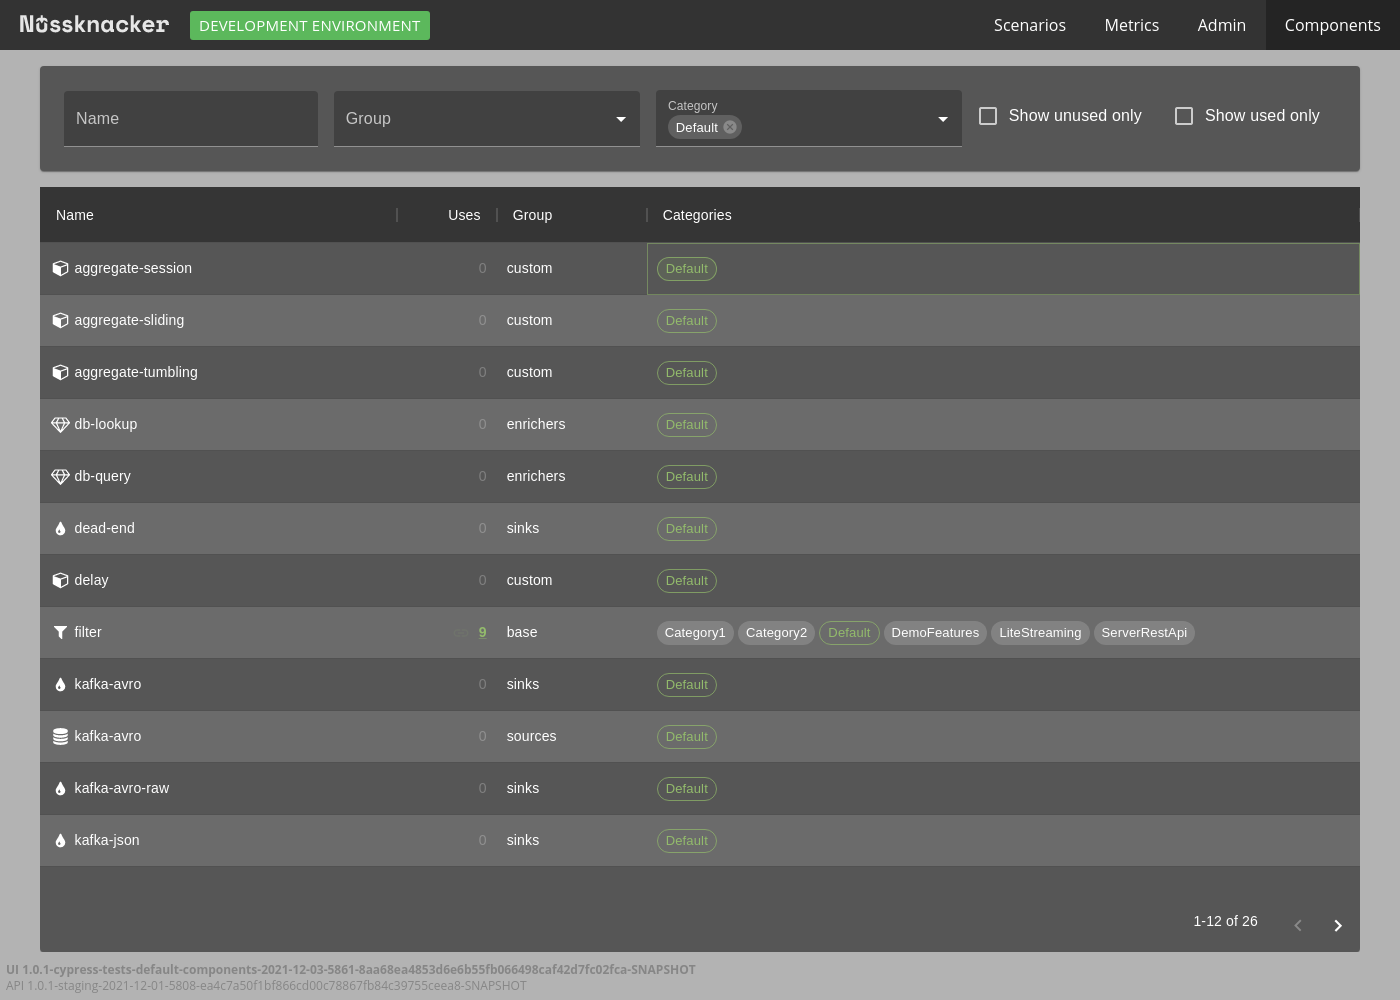 Nussknacker DEVELOPMENT ENVIRONMENT Scenarios Metrics Admin Components
Name Group Category Default Show unused only Show used only
Name Uses Group Categories
aggregate-session 0 custom Default
aggregate-sliding 0 custom Default
aggregate-tumbling 0 custom Default
db-lookup 0 enrichers Default
db-query 0 enrichers Default
dead-end 0 sinks Default
delay 0 custom Default
filter 9 base Category1 Category2 Default DemoFeatures LiteStreaming ServerRestApi
kafka-avro 0 sinks Default
kafka-avro 0 sources Default
kafka-avro-raw 0 sinks Default
kafka-json 0 sinks Default
1-12 of 26
UI 1.0.1-cypress-tests-default-components-2021-12-03-5861-8aa68ea4853d6e6b55fb066498caf42d7fc02fca-SNAPSHOT
API 1.0.1-staging-2021-12-01-5808-ea4c7a50f1bf866cd00c78867fb84c39755ceea8-SNAPSHOT